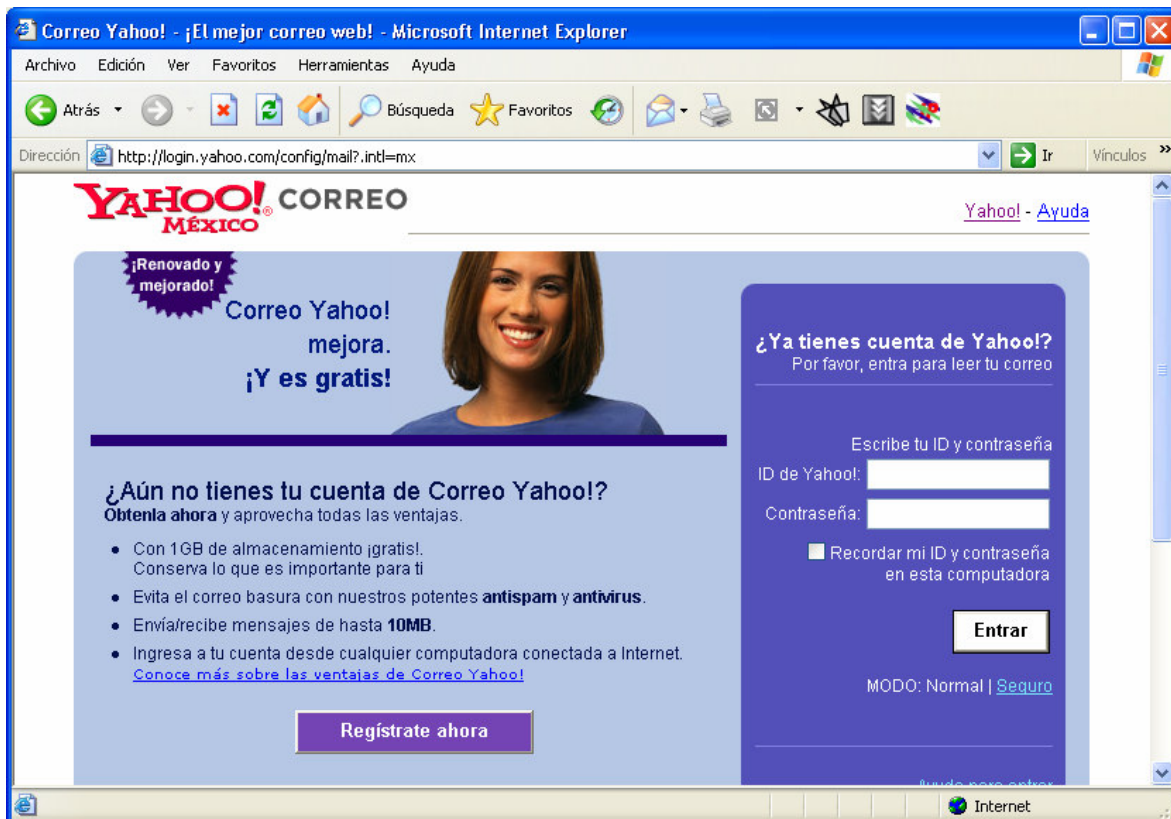 Correo Yahoo! - ¡El mejor correo web! - Microsoft Internet Explorer
Archivo Edición Ver Favoritos Herramientas Ayuda
Atrás Búsqueda Favoritos
Dirección http://login.yahoo.com/config/mail?.intl=mx Ir Vínculos »
YAHOO! CORREO
MÉXICO
Yahoo! - Ayuda
¡Renovado y
mejorado!
Correo Yahoo!
mejora.
¡Y es gratis!
¿Aún no tienes tu cuenta de Correo Yahoo!?
Obtenla ahora y aprovecha todas las ventajas.
• Con 1GB de almacenamiento ¡gratis!.
Conserva lo que es importante para ti
• Evita el correo basura con nuestros potentes antispam y antivirus.
• Envía/recibe mensajes de hasta 10MB.
• Ingresa a tu cuenta desde cualquier computadora conectada a Internet.
Conoce más sobre las ventajas de Correo Yahoo!
Regístrate ahora
¿Ya tienes cuenta de Yahoo!?
Por favor, entra para leer tu correo
Escribe tu ID y contraseña
ID de Yahoo!:
Contraseña:
Recordar mi ID y contraseña
en esta computadora
Entrar
MODO: Normal | Seguro
Ayuda para entrar
Internet